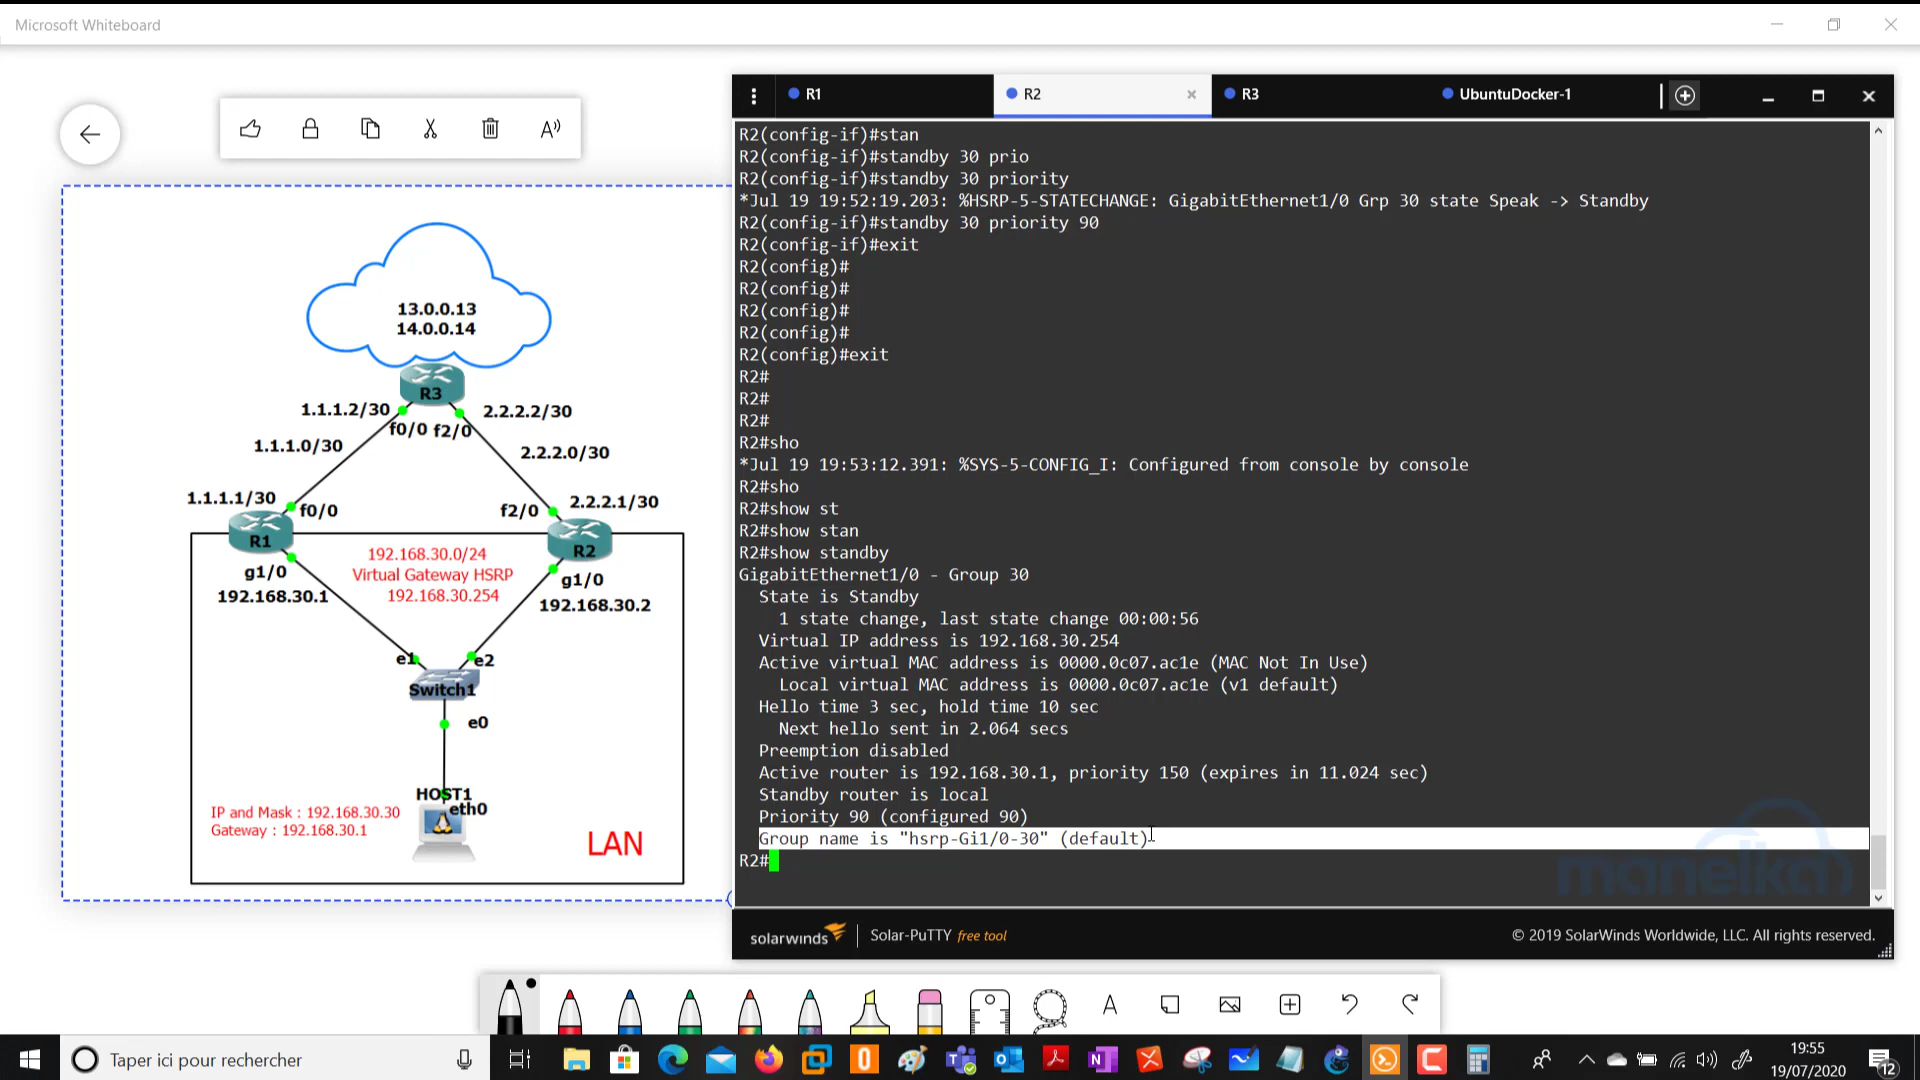 Microsoft Whiteboard
R1
R2
R3
UbuntuDocker-1
R2(config-if)#stan
R2(config-if)#standby 30 prio
R2(config-if)#standby 30 priority
*Jul 19 19:52:19.203: %HSRP-5-STATECHANGE: GigabitEthernet1/0 Grp 30 state Speak -> Standby
R2(config-if)#standby 30 priority 90
R2(config-if)#exit
R2(config)#
R2(config)#
R2(config)#
R2(config)#
R2(config)#exit
R2#
R2#
R2#
R2#sho
*Jul 19 19:53:12.391: %SYS-5-CONFIG_I: Configured from console by console
R2#sho
R2#show st
R2#show stan
R2#show standby
GigabitEthernet1/0 - Group 30
State is Standby
1 state change, last state change 00:00:56
Virtual IP address is 192.168.30.254
Active virtual MAC address is 0000.0c07.ac1e (MAC Not In Use)
Local virtual MAC address is 0000.0c07.ac1e (v1 default)
Hello time 3 sec, hold time 10 sec
Next hello sent in 2.064 secs
Preemption disabled
Active router is 192.168.30.1, priority 150 (expires in 11.024 sec)
Standby router is local
Priority 90 (configured 90)
Group name is "hsrp-Gi1/0-30" (default)
R2#
manelka
solarwinds
Solar-PuTTY free tool
© 2019 SolarWinds Worldwide, LLC. All rights reserved.
13.0.0.13
14.0.0.14
R3
1.1.1.2/30
2.2.2.2/30
f0/0 f2/0
1.1.1.0/30
2.2.2.0/30
1.1.1.1/30
f0/0
f2/0
2.2.2.1/30
R1
R2
192.168.30.0/24
Virtual Gateway HSRP
192.168.30.254
g1/0
192.168.30.1
g1/0
192.168.30.2
e1
e2
Switch1
e0
HOST1
eth0
IP and Mask : 192.168.30.30
Gateway : 192.168.30.1
LAN
Taper ici pour rechercher
19:55
19/07/2020
12